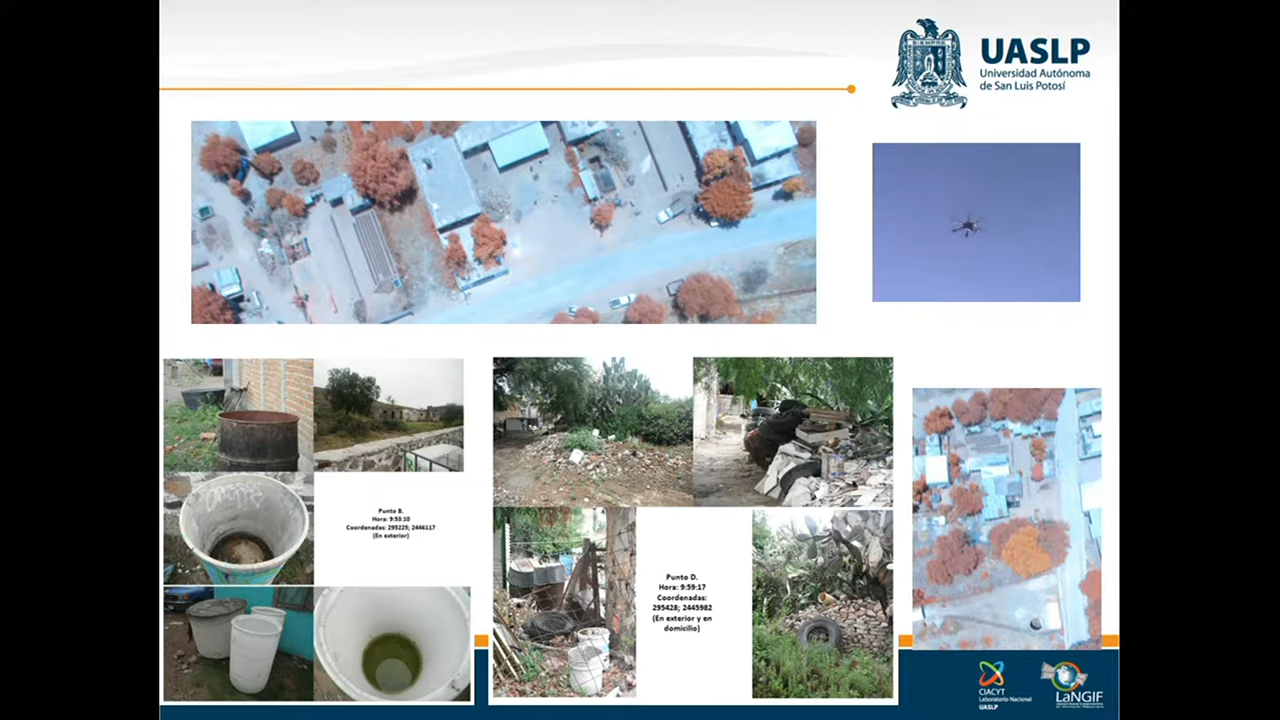 SIEMPRE
UASLP
Universidad Autónoma
de San Luis Potosí
Punto B.
Hora: 9:53:10
Coordenadas: 295225; 2446117
(En exterior)
Punto D.
Hora: 9:59:17
Coordenadas:
295428; 2445982
(En exterior y en
domicilio)
CIACYT
Laboratorio Nacional
UASLP
LaNGIF